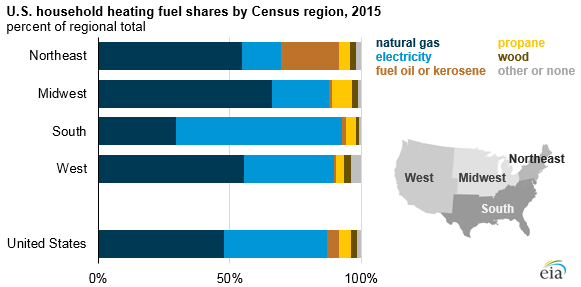 U.S. household heating fuel shares by Census region, 2015
percent of regional total
Northeast
Midwest
South
West
United States
0%
50%
100%
natural gas
propane
electricity
wood
fuel oil or kerosene
other or none
West
Midwest
Northeast
South
eia